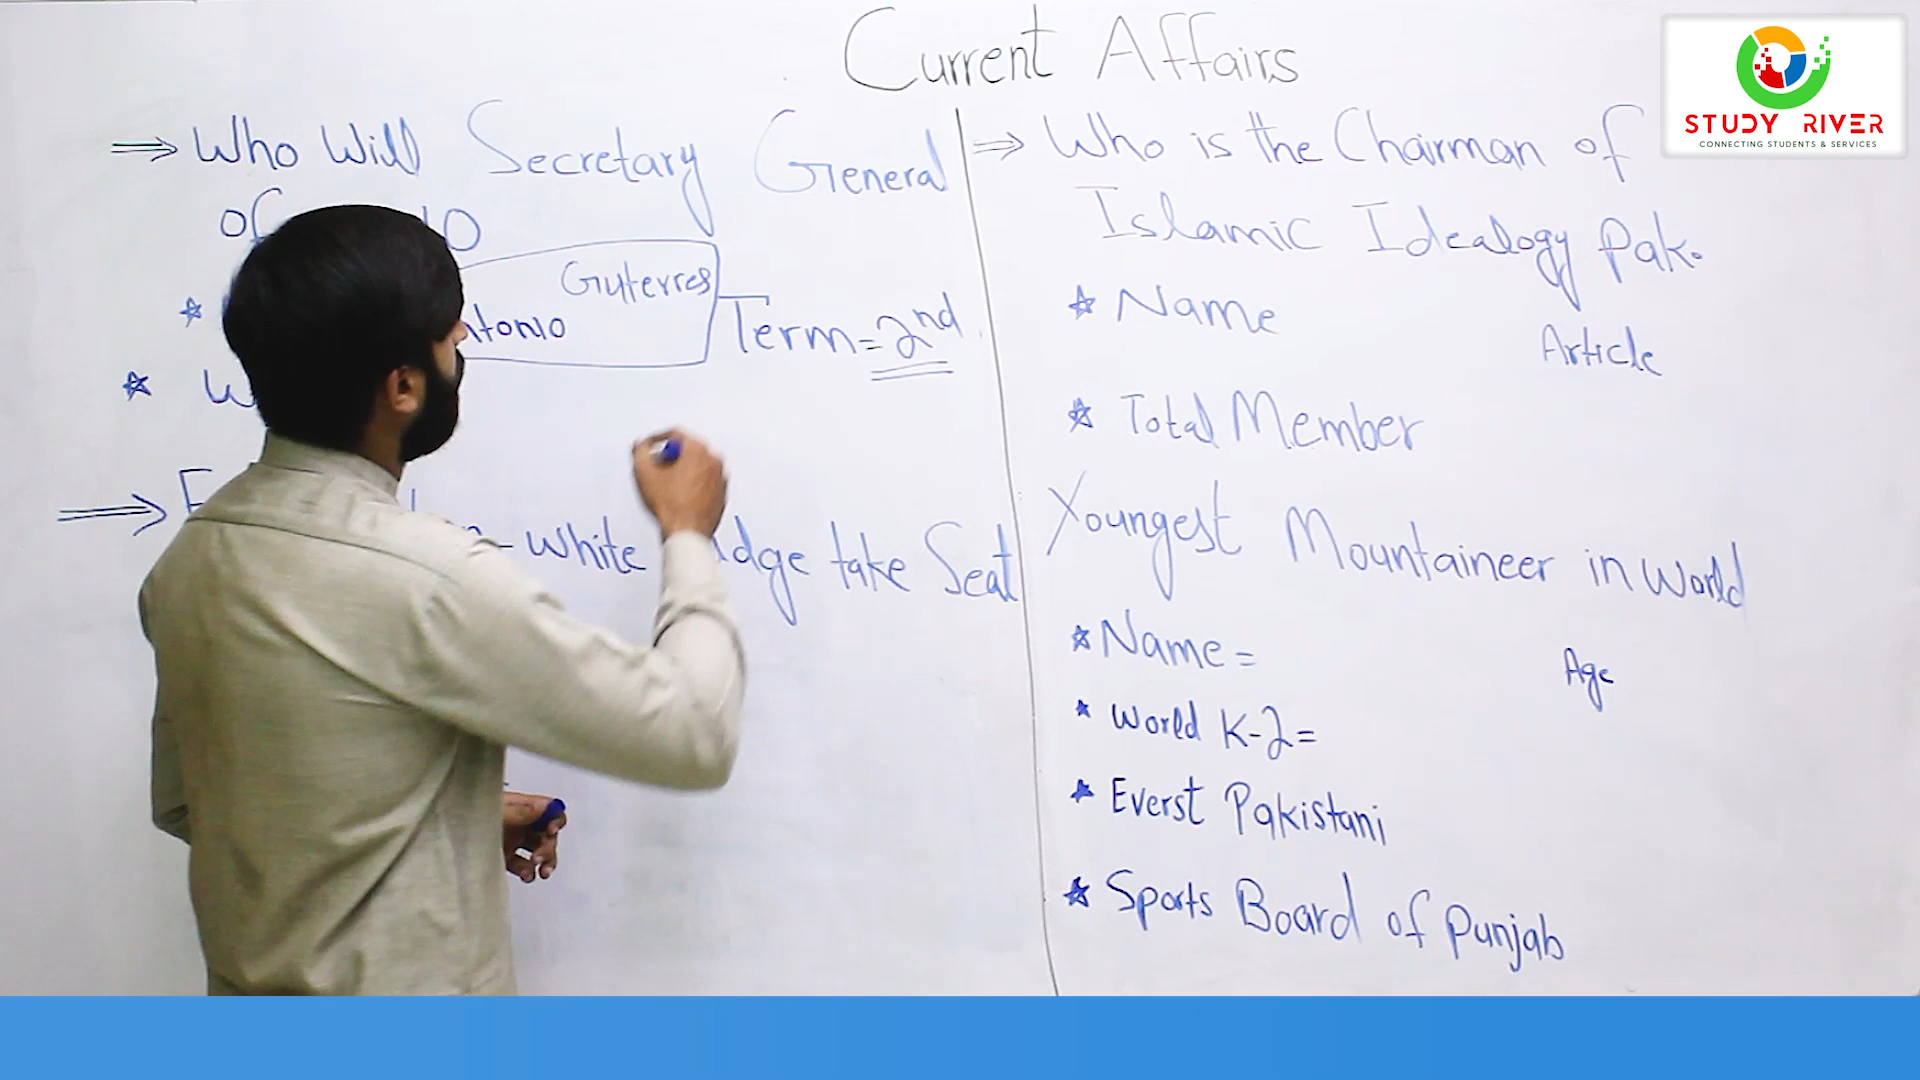 Current Affairs
STUDY RIVER
CONNECTING STUDENTS & SERVICES
⇒ Who Will Secretary General
of
Guterres
Term = 2nd
⇒
- White take Seat
⇒ Who is the Chairman of
Islamic Idealogy Pak.
* Name
Article
* Total Member
Youngest Mountaineer in World
* Name =
Age
* World K-2 =
* Everst Pakistani
* Sports Board of Punjab